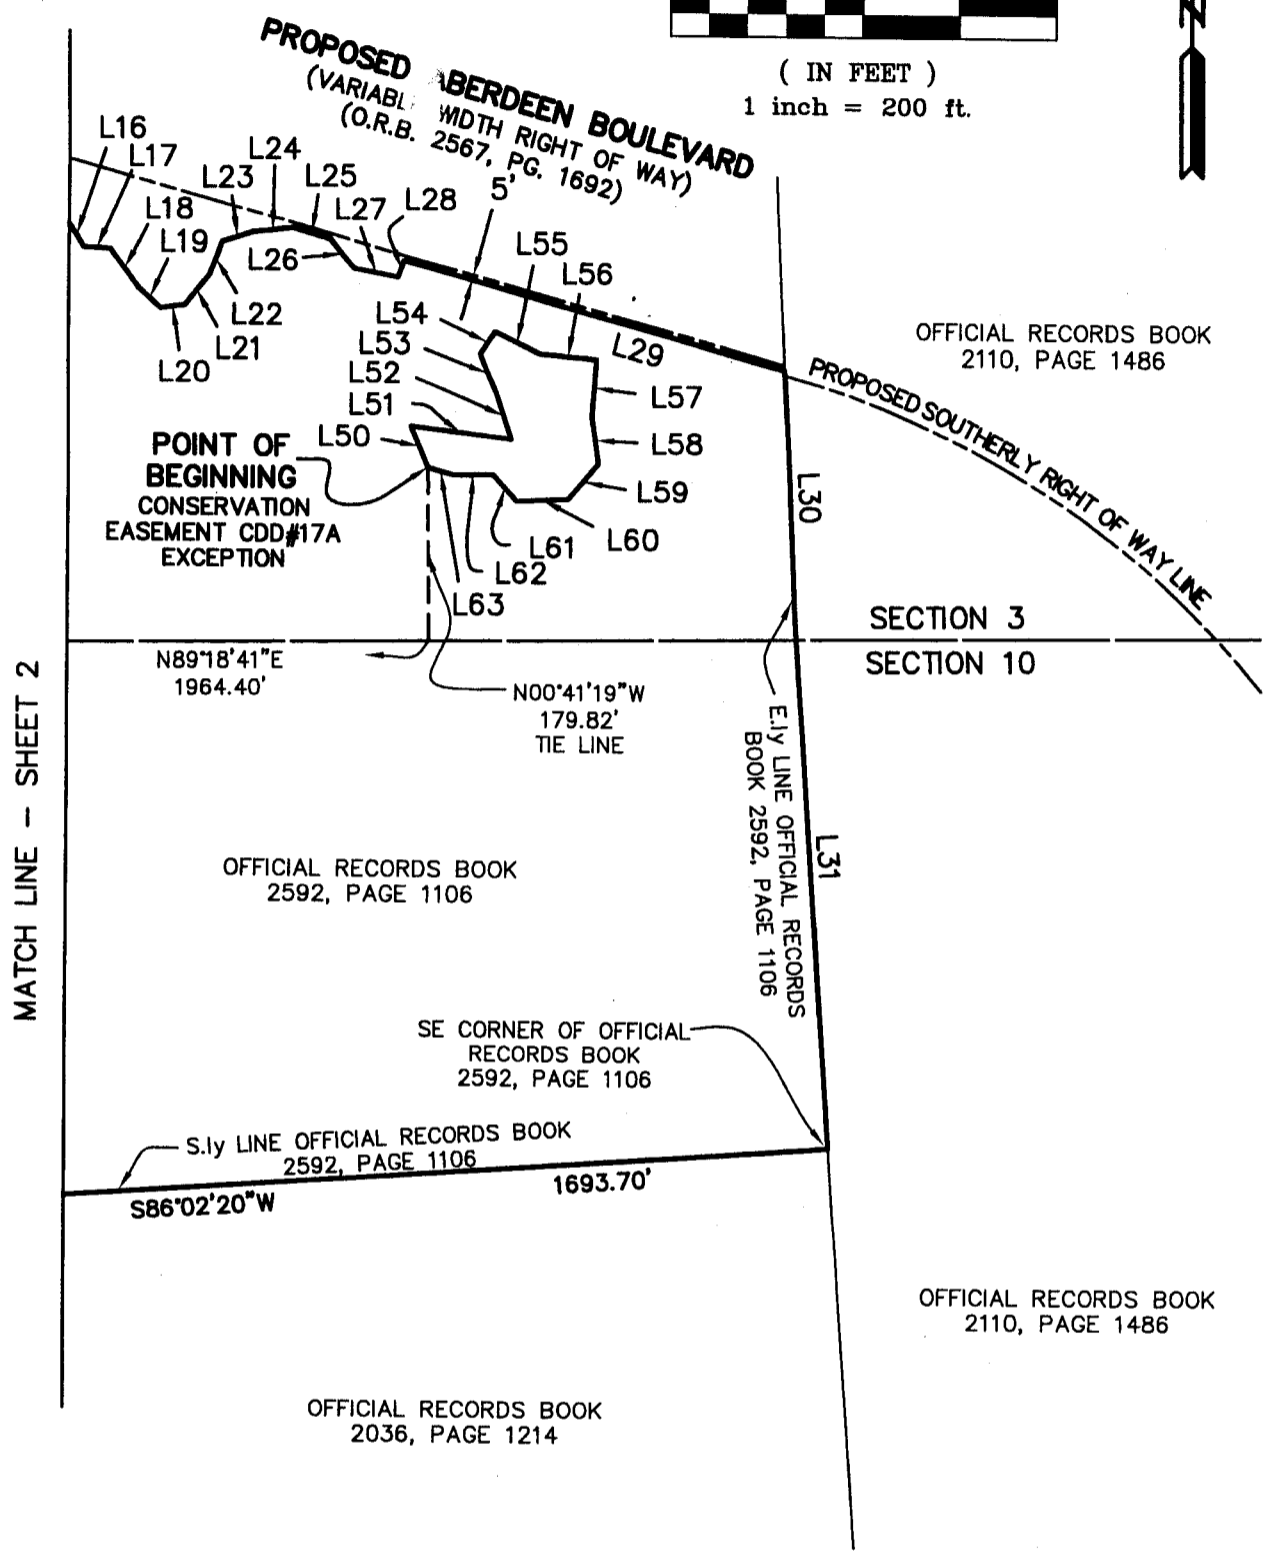 ( IN FEET )
1 inch = 200 ft.
N
PROPOSED ABERDEEN BOULEVARD
(VARIABL WIDTH RIGHT OF WAY)
(O.R.B. 2567, PG. 1692)
5'
L16
L17
L18
L19
L20
L21
L22
L23
L24
L25
L26
L27
L28
L29
L55
L56
L54
L53
L52
L51
L50
L57
L58
L59
L60
L61
L62
L63
L30
L31
OFFICIAL RECORDS BOOK
2110, PAGE 1486
PROPOSED SOUTHERLY RIGHT OF WAY LINE
POINT OF
BEGINNING
CONSERVATION
EASEMENT CDD#17A
EXCEPTION
SECTION 3
SECTION 10
N89°18'41"E
1964.40'
N00°41'19"W
179.82'
TIE LINE
MATCH LINE - SHEET 2
E.ly LINE OFFICIAL RECORDS
BOOK 2592, PAGE 1106
OFFICIAL RECORDS BOOK
2592, PAGE 1106
SE CORNER OF OFFICIAL
RECORDS BOOK
2592, PAGE 1106
S.ly LINE OFFICIAL RECORDS BOOK
2592, PAGE 1106
S86°02'20"W
1693.70'
OFFICIAL RECORDS BOOK
2110, PAGE 1486
OFFICIAL RECORDS BOOK
2036, PAGE 1214